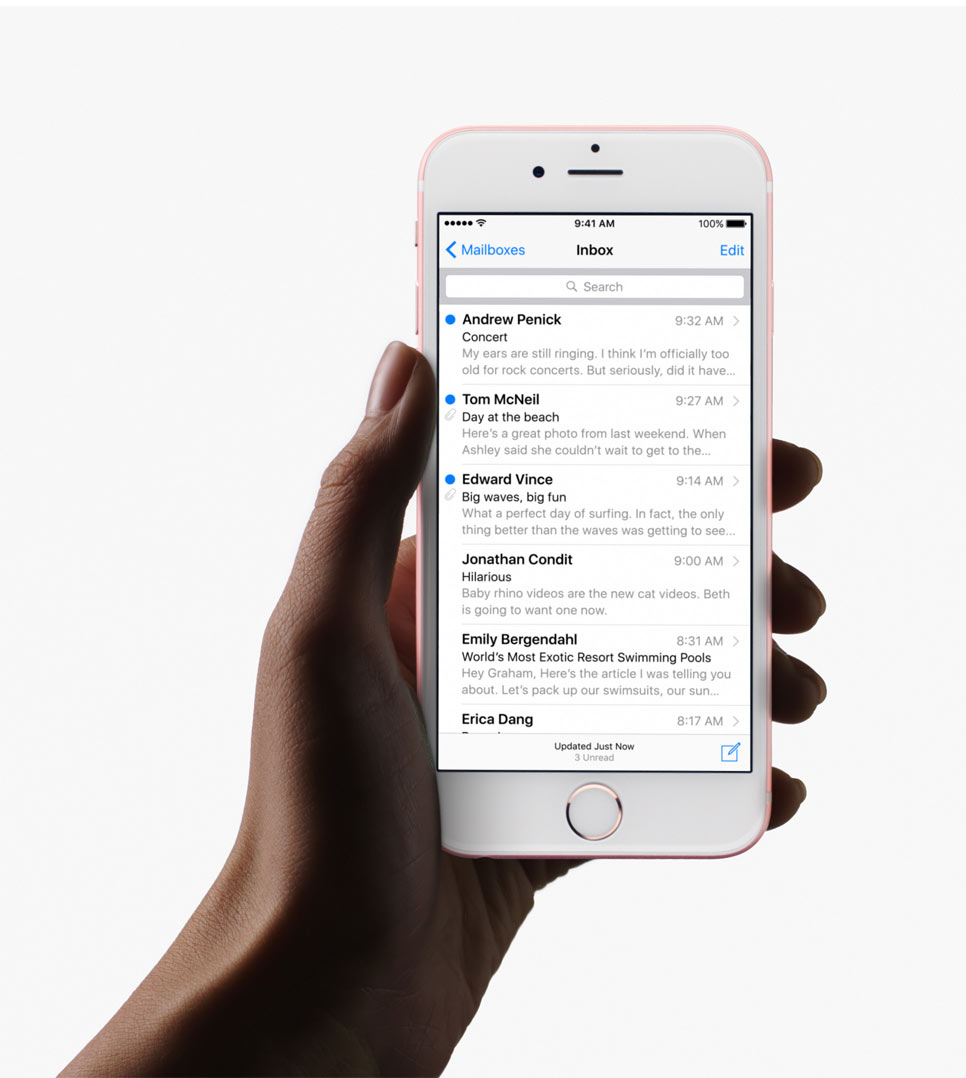 9:41 AM 100%
Mailboxes Inbox Edit
Search
Andrew Penick 9:32 AM
Concert
My ears are still ringing. I think I'm officially too
old for rock concerts. But seriously, did it have...
Tom McNeil 9:27 AM
Day at the beach
Here's a great photo from last weekend. When
Ashley said she couldn't wait to get to the...
Edward Vince 9:14 AM
Big waves, big fun
What a perfect day of surfing. In fact, the only
thing better than the waves was getting to see...
Jonathan Condit 9:00 AM
Hilarious
Baby rhino videos are the new cat videos. Beth
is going to want one now.
Emily Bergendahl 8:31 AM
World's Most Exotic Resort Swimming Pools
Hey Graham, Here's the article I was telling you
about. Let's pack up our swimsuits, our sun...
Erica Dang 8:17 AM
Updated Just Now
3 Unread